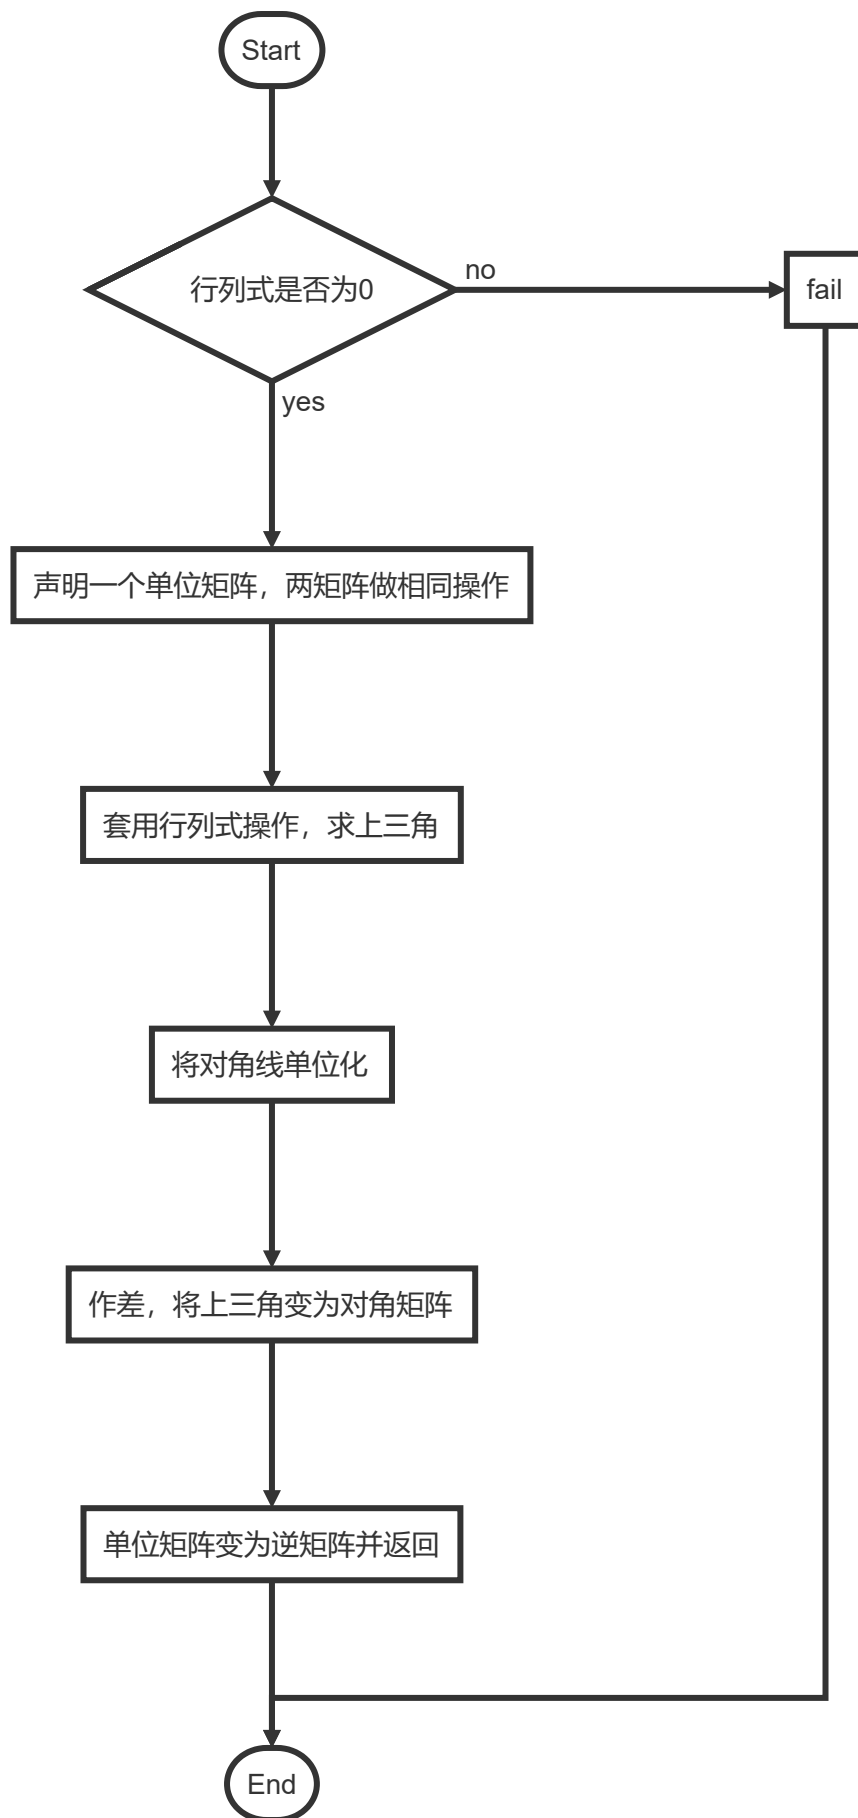 Start
行列式是否为0
no
fail
yes
声明一个单位矩阵，两矩阵做相同操作
套用行列式操作，求上三角
将对角线单位化
作差，将上三角变为对角矩阵
单位矩阵变为逆矩阵并返回
End